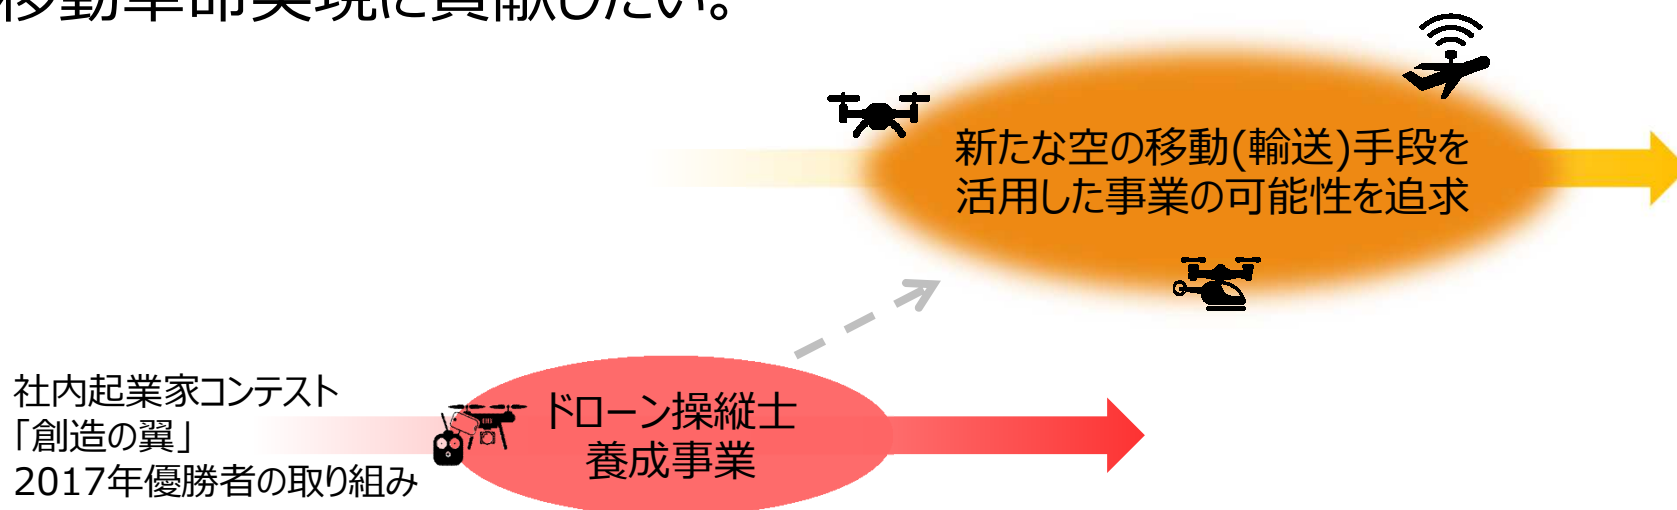 移動革命実現に貢献したい。
新たな空の移動(輸送)手段を
活用した事業の可能性を追求
社内起業家コンテスト
「創造の翼」
2017年優勝者の取り組み
ドローン操縦士
養成事業